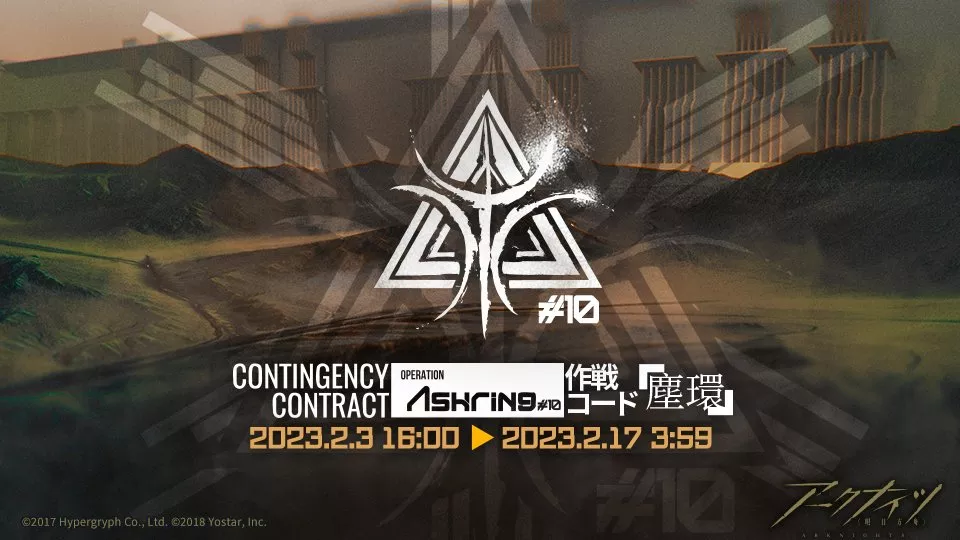 #10
CONTINGENCY
CONTRACT
OPERATION
AshRiNg#10
作戦
コード
『塵環』
2023.2.3 16:00 ▶ 2023.2.17 3:59
#10
©2017 Hypergryph Co., Ltd. ©2018 Yostar, Inc.
アークナイツ
(明日方舟)
ARKNIGHTS